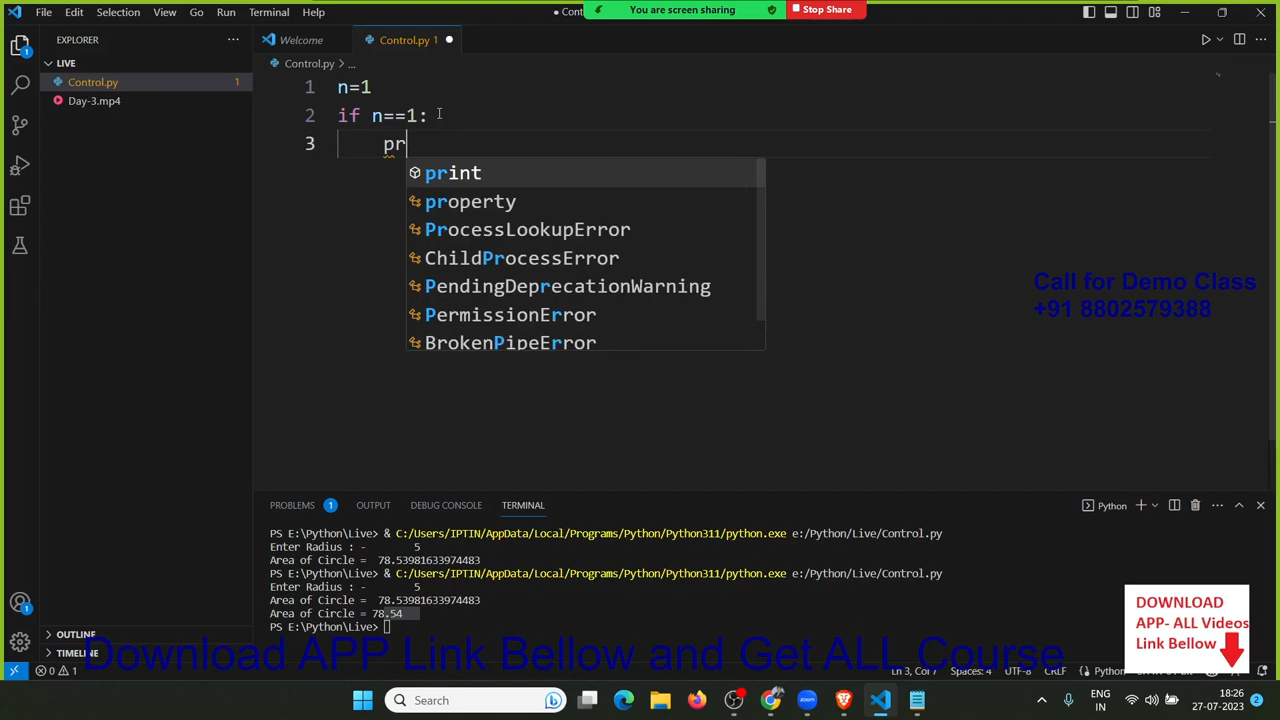 File Edit Selection View Go Run Terminal Help
Cont
You are screen sharing
Stop Share
EXPLORER
LIVE
Control.py 1
Day-3.mp4
OUTLINE
TIMELINE
Welcome
Control.py 1
Control.py > ...
1 n=1
2 if n==1:
3 pr
print
property
ProcessLookupError
ChildProcessError
PendingDeprecationWarning
PermissionError
BrokenPipeError
Call for Demo Class
+91 8802579388
PROBLEMS 1 OUTPUT DEBUG CONSOLE TERMINAL
Python
PS E:\Python\Live> & C:/Users/IPTIN/AppData/Local/Programs/Python/Python311/python.exe e:/Python/Live/Control.py
Enter Radius : - 5
Area of Circle = 78.53981633974483
PS E:\Python\Live> & C:/Users/IPTIN/AppData/Local/Programs/Python/Python311/python.exe e:/Python/Live/Control.py
Enter Radius : - 5
Area of Circle = 78.53981633974483
Area of Circle = 78.54
PS E:\Python\Live>
DOWNLOAD
APP- ALL Videos
Link Bellow
Download APP Link Bellow and Get ALL Course
0 1
Ln 3, Col 7 Spaces: 4 UTF-8 CRLF Python
Search
ENG
IN
18:26
27-07-2023
2